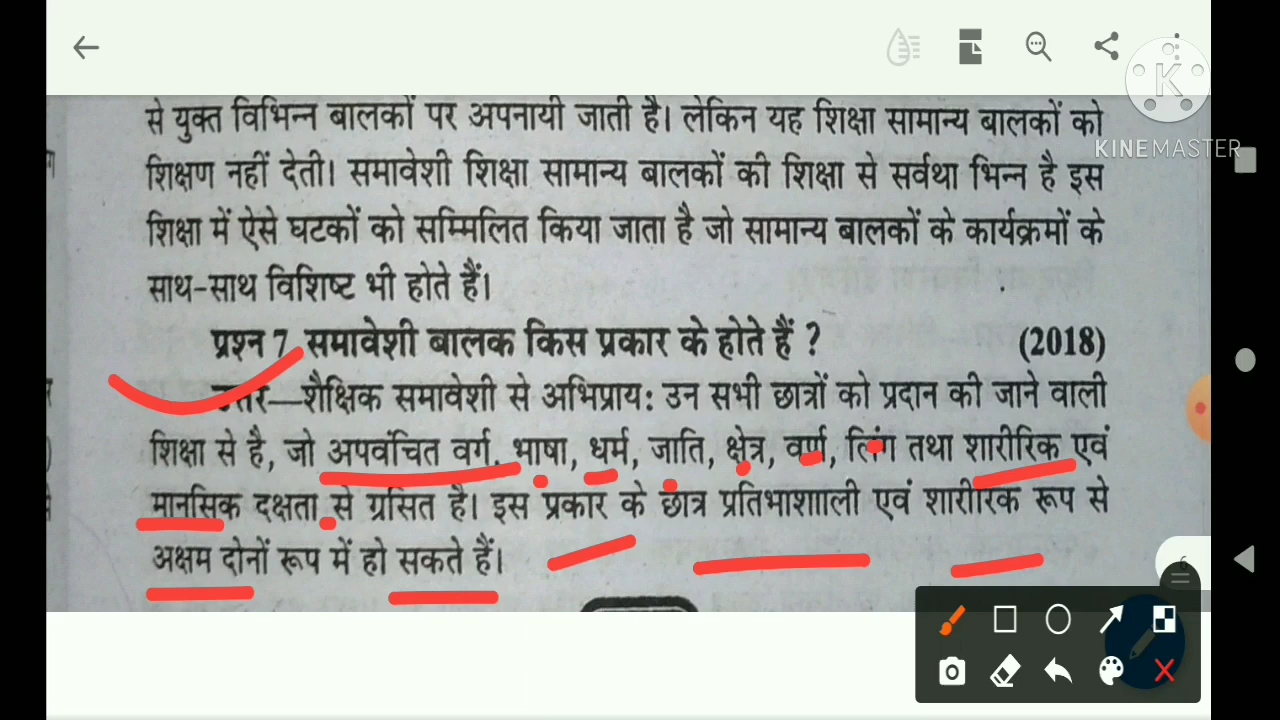 KINEMASTER
से युक्त विभिन्न बालकों पर अपनायी जाती है। लेकिन यह शिक्षा सामान्य बालकों को
शिक्षण नहीं देती। समावेशी शिक्षा सामान्य बालकों की शिक्षा से सर्वथा भिन्न है इस
शिक्षा में ऐसे घटकों को सम्मिलित किया जाता है जो सामान्य बालकों के कार्यक्रमों के
साथ-साथ विशिष्ट भी होते हैं।
प्रश्न 7 समावेशी बालक किस प्रकार के होते हैं ? (2018)
उत्तर—शैक्षिक समावेशी से अभिप्राय: उन सभी छात्रों को प्रदान की जाने वाली
शिक्षा से है, जो अपवंचित वर्ग, भाषा, धर्म, जाति, क्षेत्र, वर्ण, लिंग तथा शारीरिक एवं
मानसिक दक्षता से ग्रसित है। इस प्रकार के छात्र प्रतिभाशााली एवं शारीरिक रूप से
अक्षम दोनों रूप में हो सकते हैं।